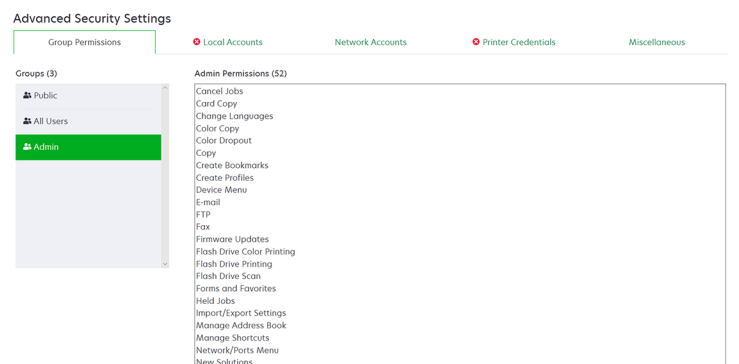 Advanced Security Settings
Group Permissions
Local Accounts
Network Accounts
Printer Credentials
Miscellaneous
Groups (3)
Public
All Users
Admin
Admin Permissions (52)
Cancel Jobs
Card Copy
Change Languages
Color Copy
Color Dropout
Copy
Create Bookmarks
Create Profiles
Device Menu
E-mail
FTP
Fax
Firmware Updates
Flash Drive Color Printing
Flash Drive Printing
Flash Drive Scan
Forms and Favorites
Held Jobs
Import/Export Settings
Manage Address Book
Manage Shortcuts
Network/Ports Menu
New Solutions